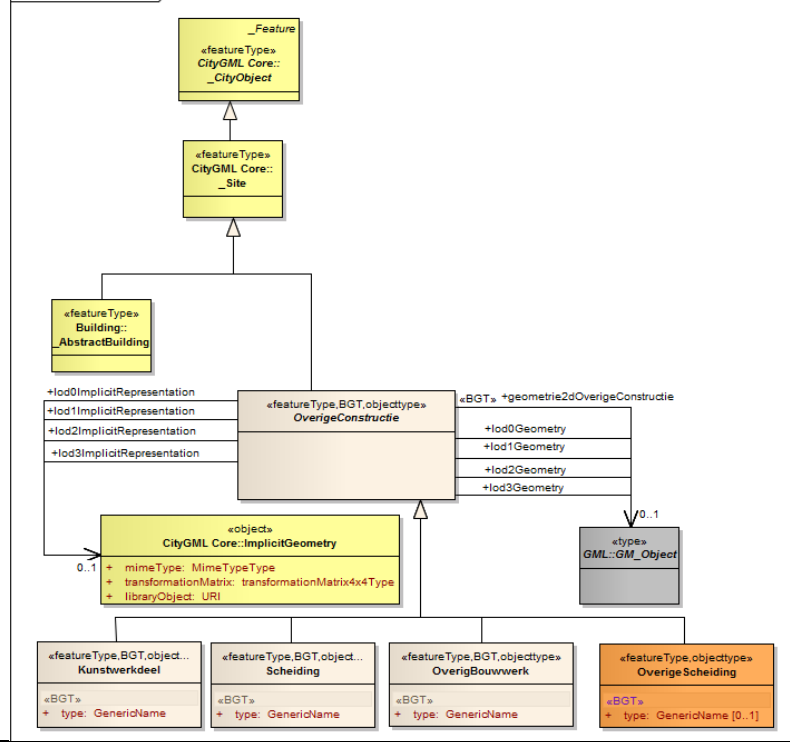 _Feature
«featureType»
CityGML Core::
_CityObject
«featureType»
CityGML Core::
_Site
«featureType»
Building::
_AbstractBuilding
+lod0ImplicitRepresentation
+lod1ImplicitRepresentation
+lod2ImplicitRepresentation
+lod3ImplicitRepresentation
«featureType,BGT,objecttype»
OverigeConstructie
«BGT» +geometrie2dOverigeConstructie
+lod0Geometry
+lod1Geometry
+lod2Geometry
+lod3Geometry
0..1
0..1
«object»
CityGML Core::ImplicitGeometry
+ mimeType: MimeTypeType
+ transformationMatrix: transformationMatrix4x4Type
+ libraryObject: URI
«type»
GML::GM_Object
«featureType,BGT,object...
Kunstwerkdeel
«BGT»
+ type: GenericName
«featureType,BGT,object...
Scheiding
«BGT»
+ type: GenericName
«featureType,BGT,objecttype»
OverigBouwwerk
«BGT»
+ type: GenericName
«featureType,objecttype»
OverigeScheiding
«BGT»
+ type: GenericName [0..1]